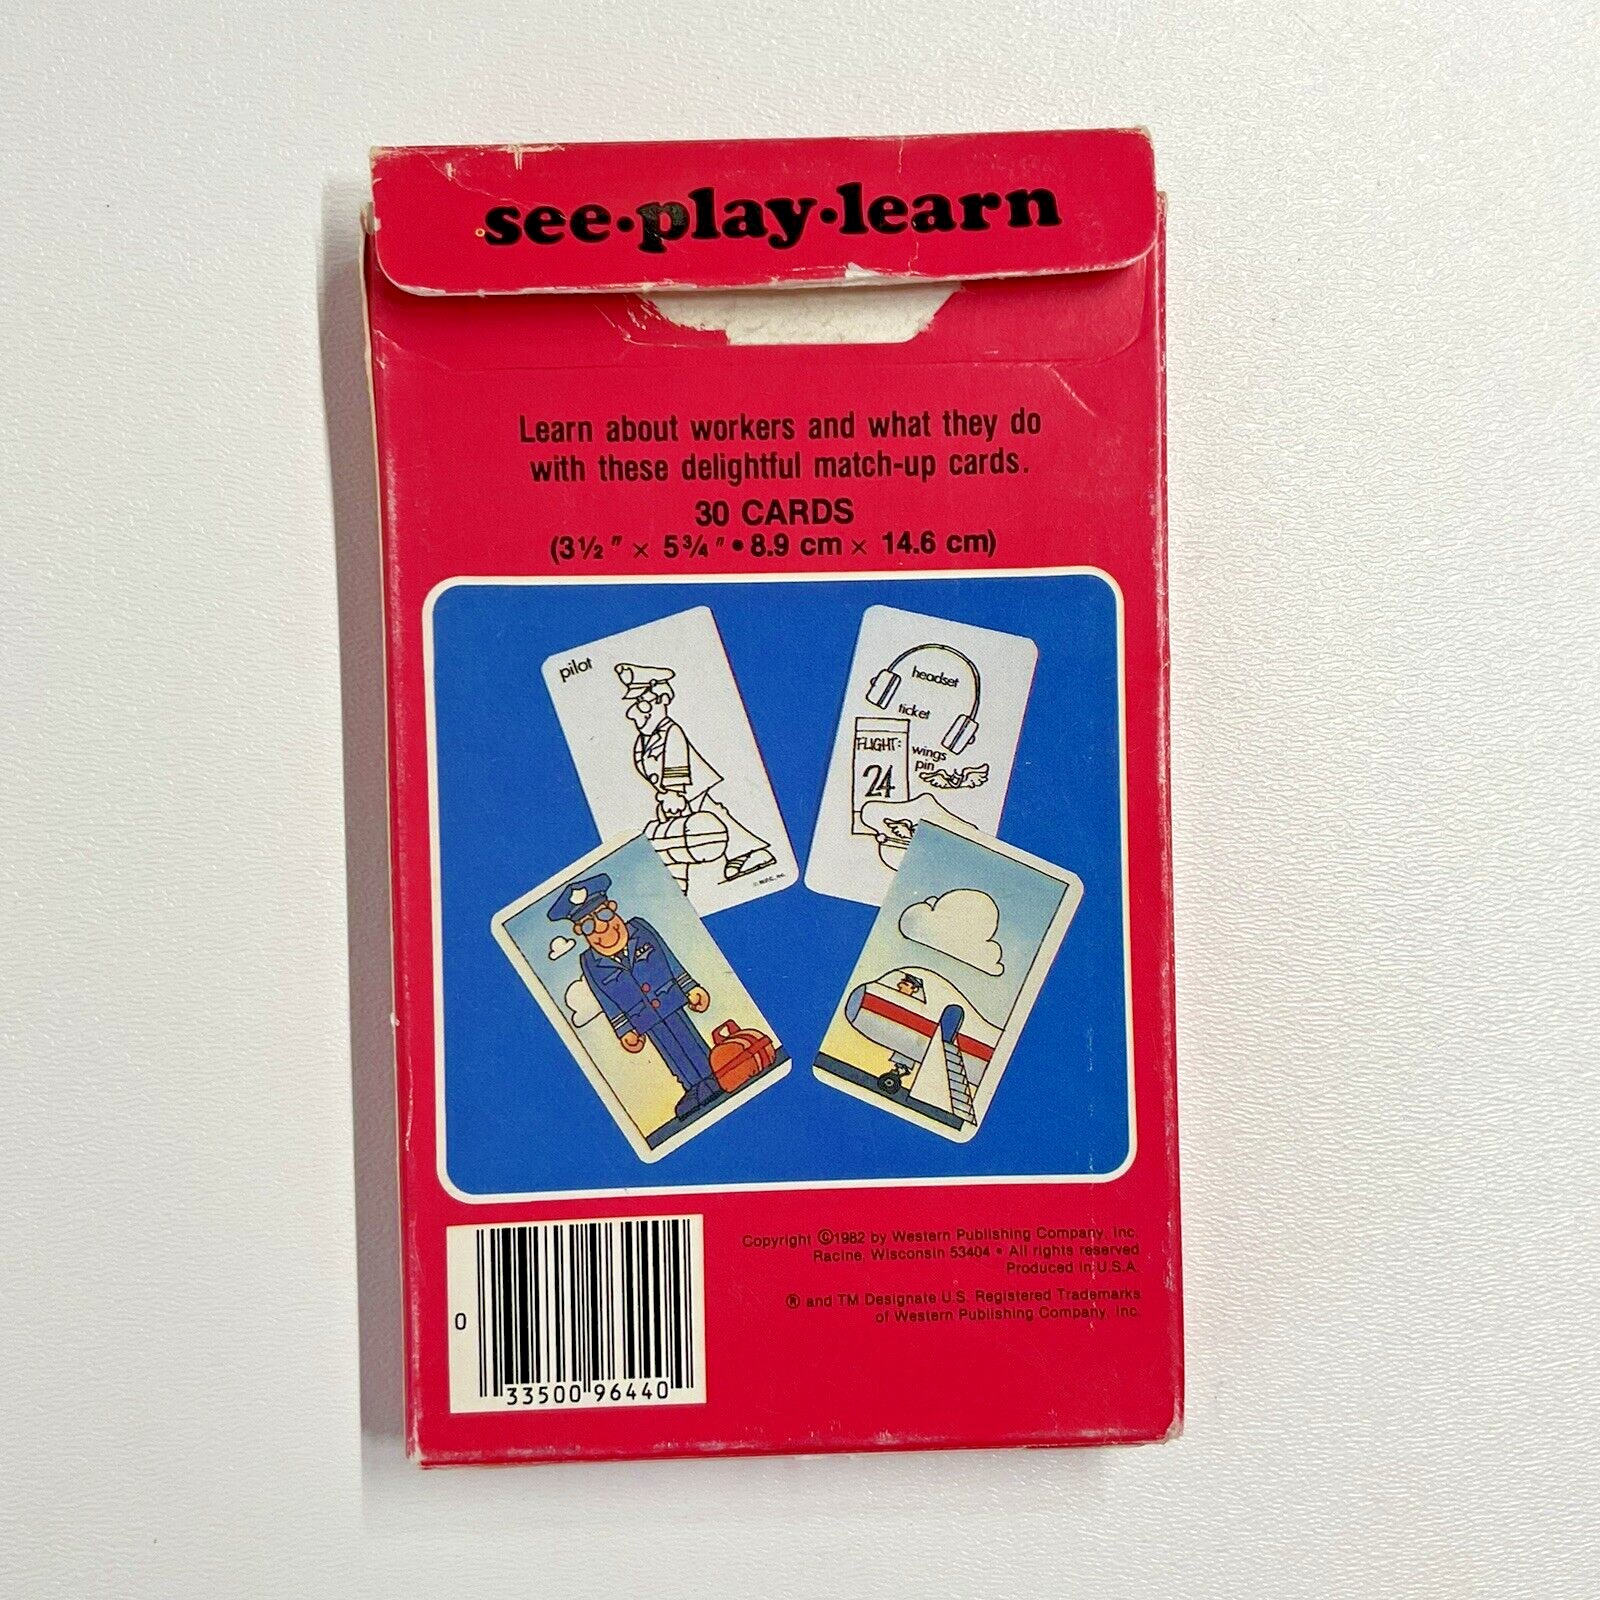 see•play•learn
Learn about workers and what they do
with these delightful match-up cards.
30 CARDS
(3½" × 5¾" • 8.9 cm × 14.6 cm)
pilot
headset
ticket
FLIGHT:
24
wings
pin
© W.P.C., Inc.
Copyright ©1982 by Western Publishing Company, Inc.
Racine, Wisconsin 53404 • All rights reserved
Produced in U.S.A.
® and TM Designate U.S. Registered Trademarks
of Western Publishing Company, Inc.
0
33500 96440